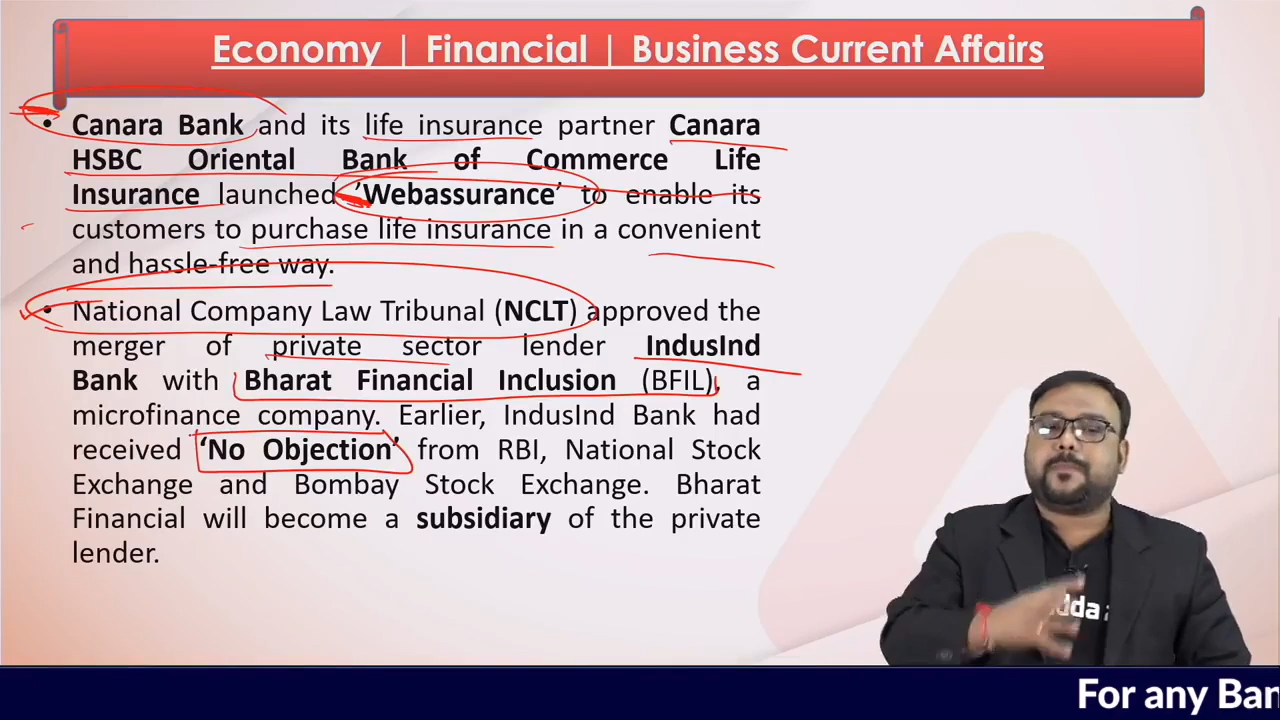 Economy | Financial | Business Current Affairs
• Canara Bank and its life insurance partner Canara
HSBC Oriental Bank of Commerce Life
Insurance launched 'Webassurance' to enable its
customers to purchase life insurance in a convenient
and hassle-free way.
• National Company Law Tribunal (NCLT) approved the
merger of private sector lender IndusInd
Bank with Bharat Financial Inclusion (BFIL), a
microfinance company. Earlier, IndusInd Bank had
received ‘No Objection’ from RBI, National Stock
Exchange and Bombay Stock Exchange. Bharat
Financial will become a subsidiary of the private
lender.
For any Ban